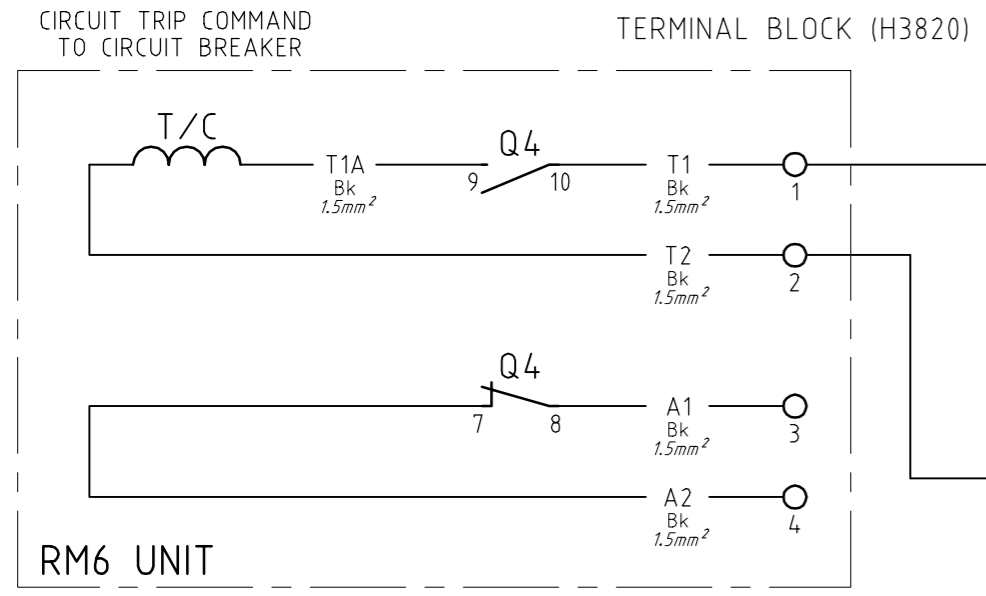 CIRCUIT TRIP COMMAND
TO CIRCUIT BREAKER
TERMINAL BLOCK (H3820)
T/C
Q4
T1A
Bk
1.5mm²
9
10
T1
Bk
1.5mm²
1
T2
Bk
1.5mm²
2
Q4
7
8
A1
Bk
1.5mm²
3
A2
Bk
1.5mm²
4
RM6 UNIT